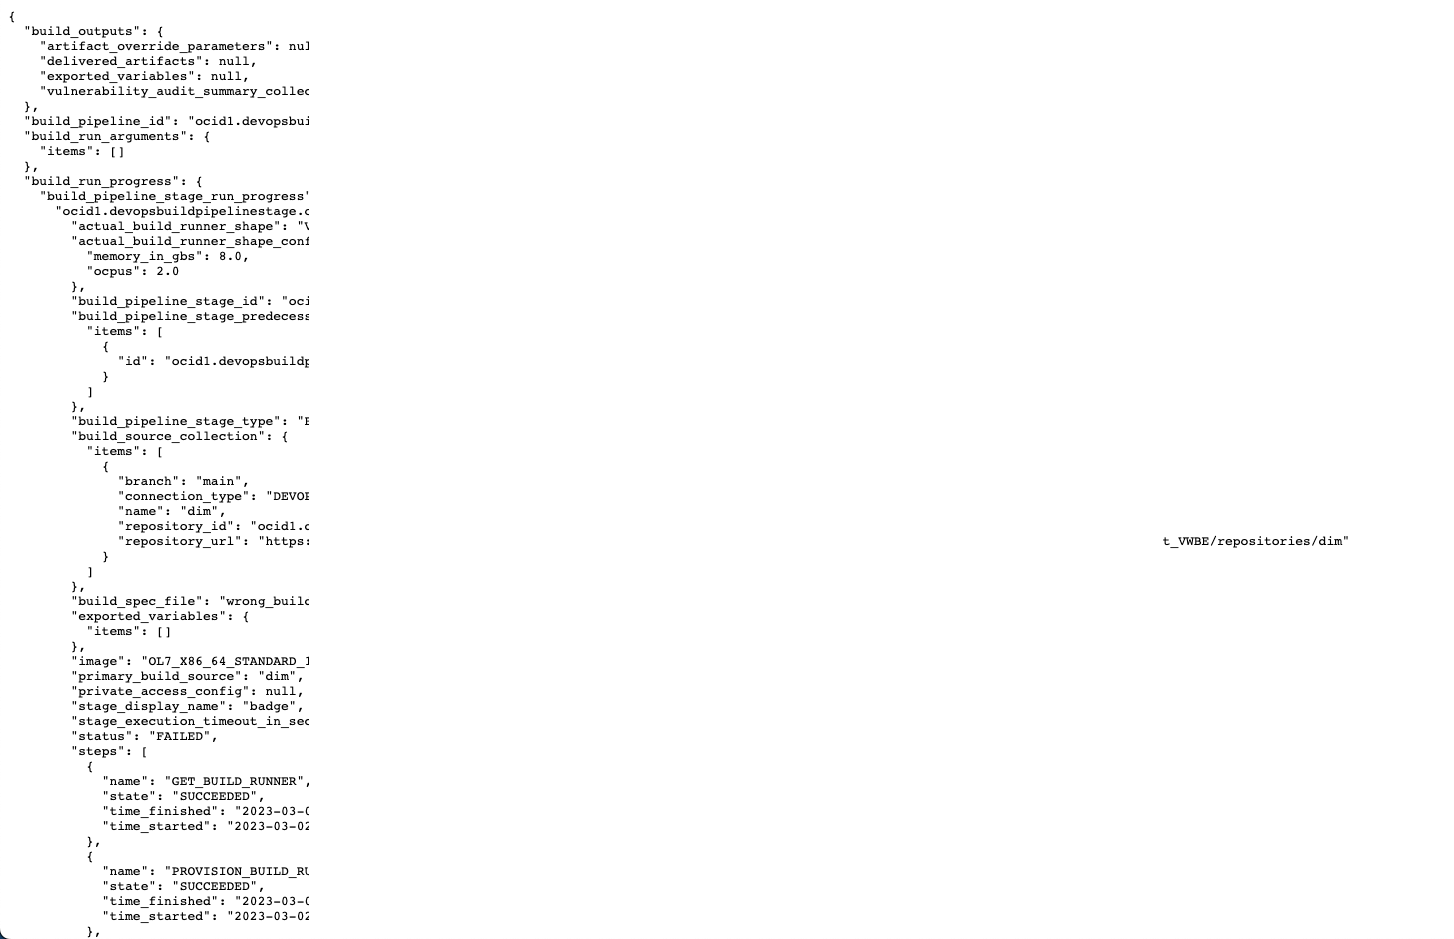 {
  "build_outputs": {
    "artifact_override_parameters": nul
    "delivered_artifacts": null,
    "exported_variables": null,
    "vulnerability_audit_summary_collec
  },
  "build_pipeline_id": "ocid1.devopsbui
  "build_run_arguments": {
    "items": []
  },
  "build_run_progress": {
    "build_pipeline_stage_run_progress"
      "ocid1.devopsbuildpipelinestage.o
        "actual_build_runner_shape": "V
        "actual_build_runner_shape_conf
          "memory_in_gbs": 8.0,
          "ocpus": 2.0
        },
        "build_pipeline_stage_id": "oci
        "build_pipeline_stage_predecess
          "items": [
            {
              "id": "ocid1.devopsbuildp
            }
          ]
        },
        "build_pipeline_stage_type": "B
        "build_source_collection": {
          "items": [
            {
              "branch": "main",
              "connection_type": "DEVOP
              "name": "dim",
              "repository_id": "ocid1.d
              "repository_url": "https: t_VWBE/repositories/dim"
            }
          ]
        },
        "build_spec_file": "wrong_build
        "exported_variables": {
          "items": []
        },
        "image": "OL7_X86_64_STANDARD_1
        "primary_build_source": "dim",
        "private_access_config": null,
        "stage_display_name": "badge",
        "stage_execution_timeout_in_sec
        "status": "FAILED",
        "steps": [
          {
            "name": "GET_BUILD_RUNNER",
            "state": "SUCCEEDED",
            "time_finished": "2023-03-0
            "time_started": "2023-03-02
          },
          {
            "name": "PROVISION_BUILD_RU
            "state": "SUCCEEDED",
            "time_finished": "2023-03-0
            "time_started": "2023-03-02
          },